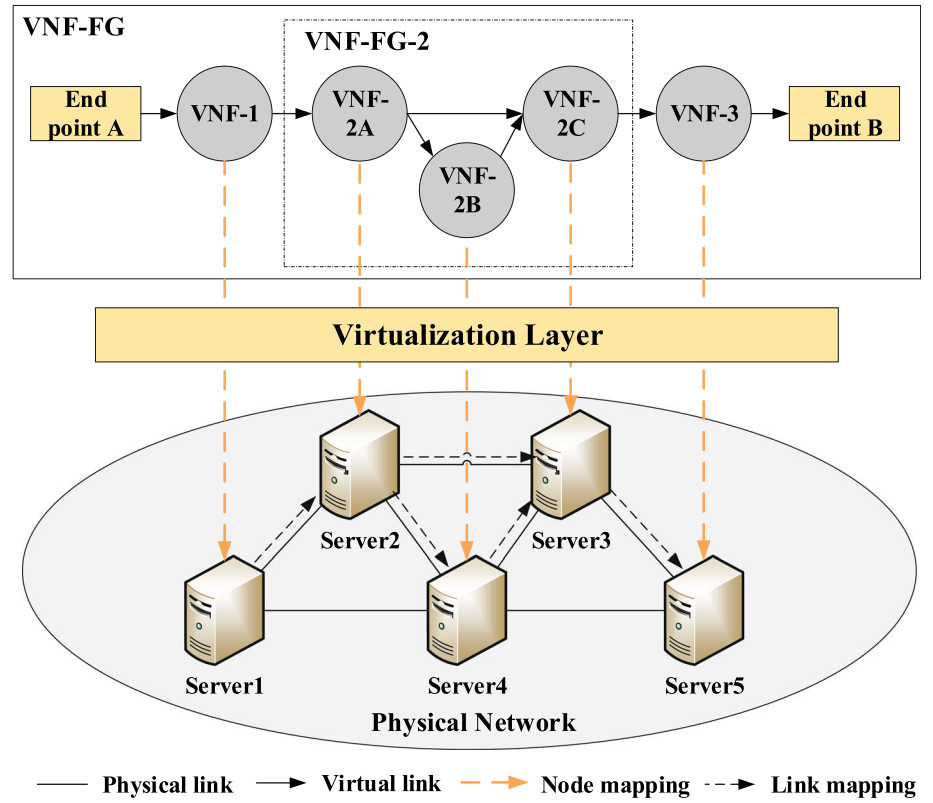 VNF-FG
VNF-FG-2
End
point A
VNF-1
VNF-
2A
VNF-
2B
VNF-
2C
VNF-3
End
point B
Virtualization Layer
Server2
Server3
Server1
Server4
Server5
Physical Network
Physical link
Virtual link
Node mapping
Link mapping